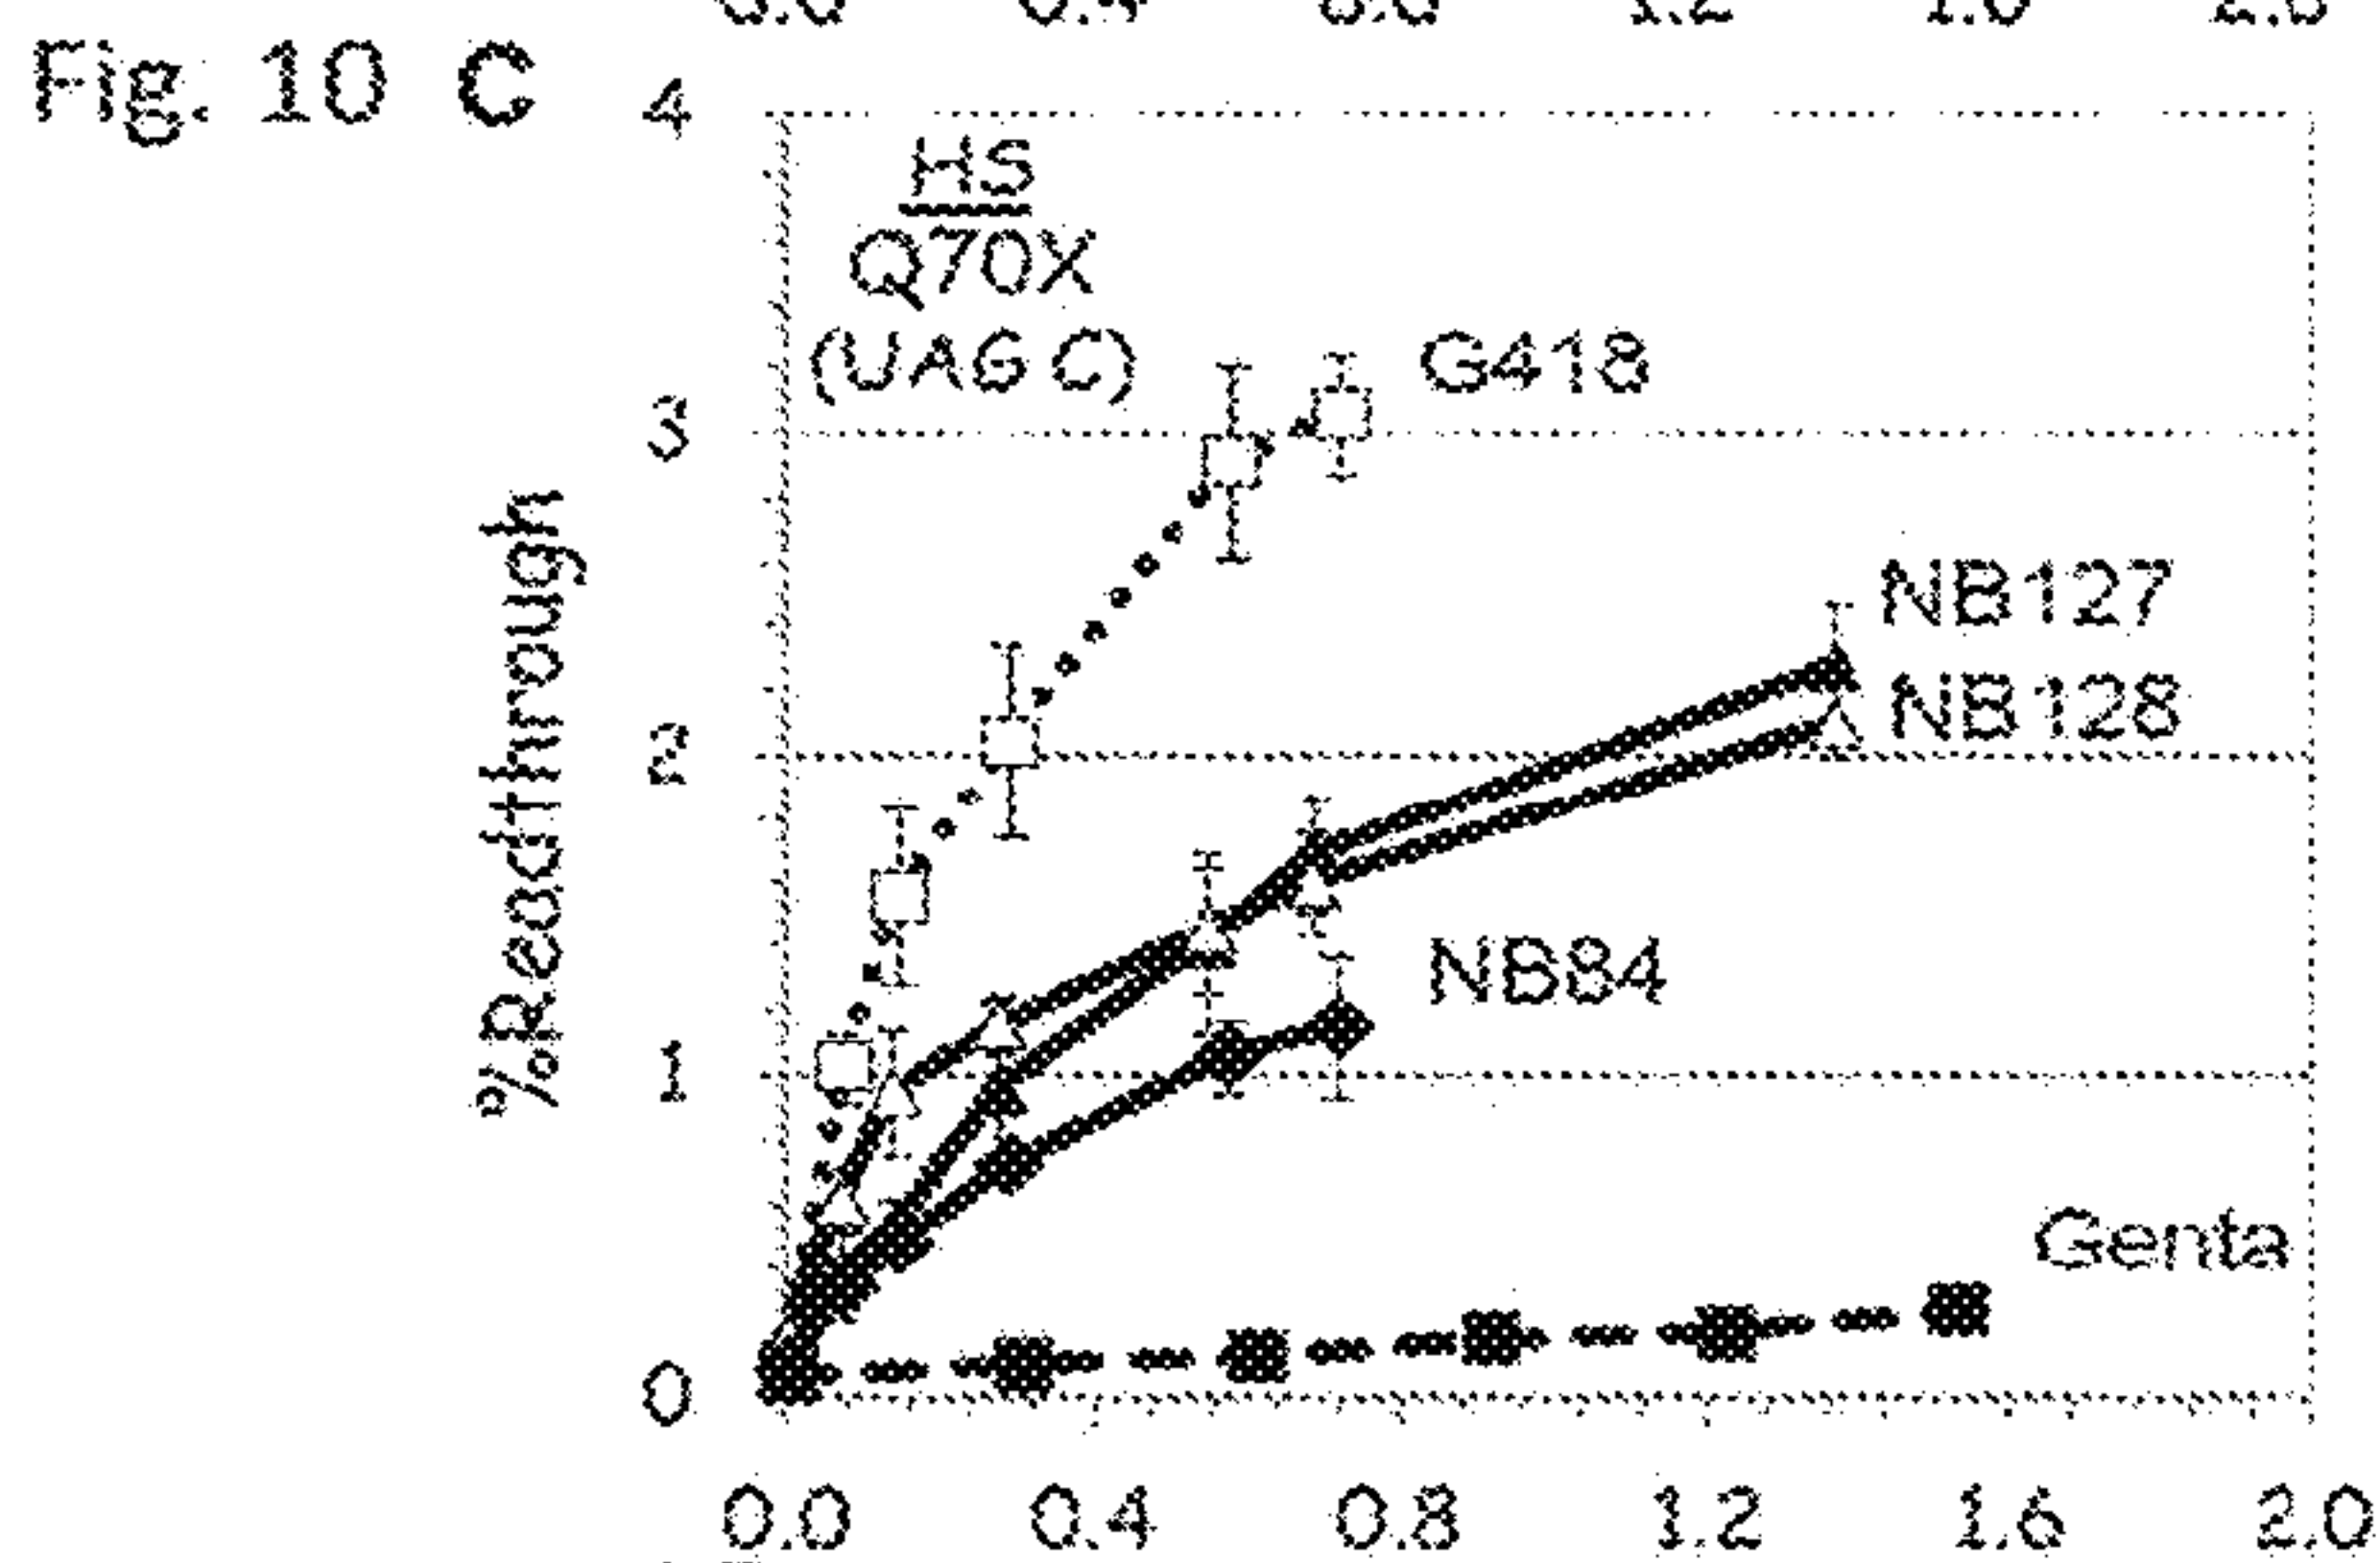 Fig. 10 C
4
HS
Q70X
(UAG C)
G418
3
%Readthrough
NB127
NB128
2
NB84
1
Genta
0
0.0 0.4 0.8 1.2 1.6 2.0